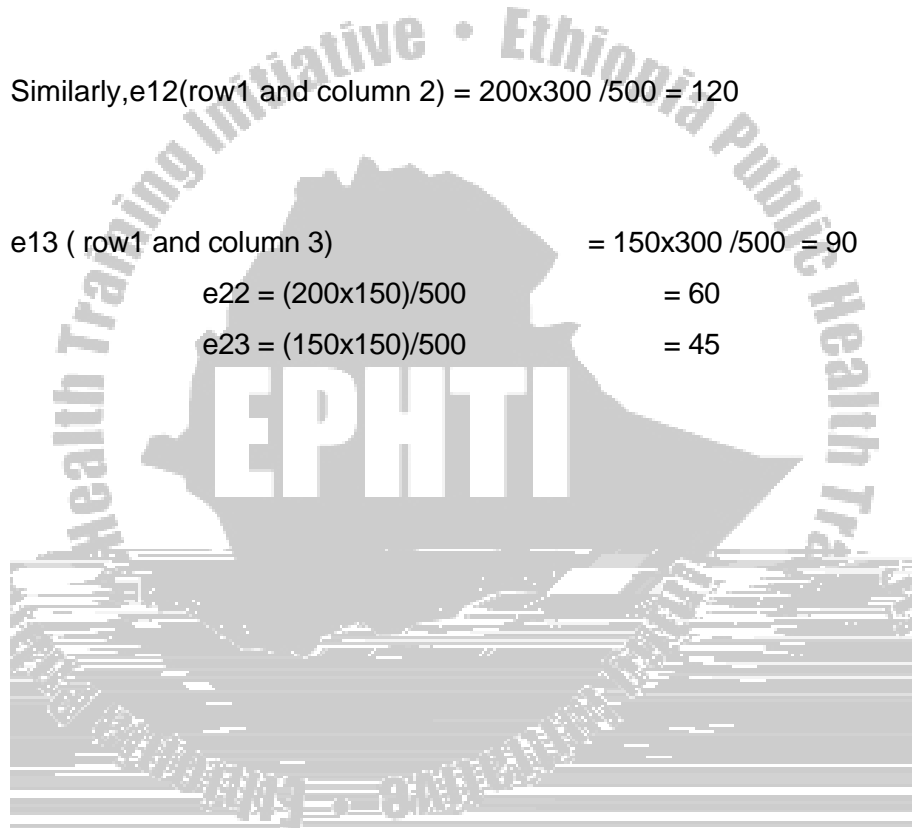 Similarly,e12(row1 and column 2) = 200x300 /500 = 120
e13 ( row1 and column 3) = 150x300 /500 = 90
e22 = (200x150)/500 = 60
e23 = (150x150)/500 = 45
EPHTI